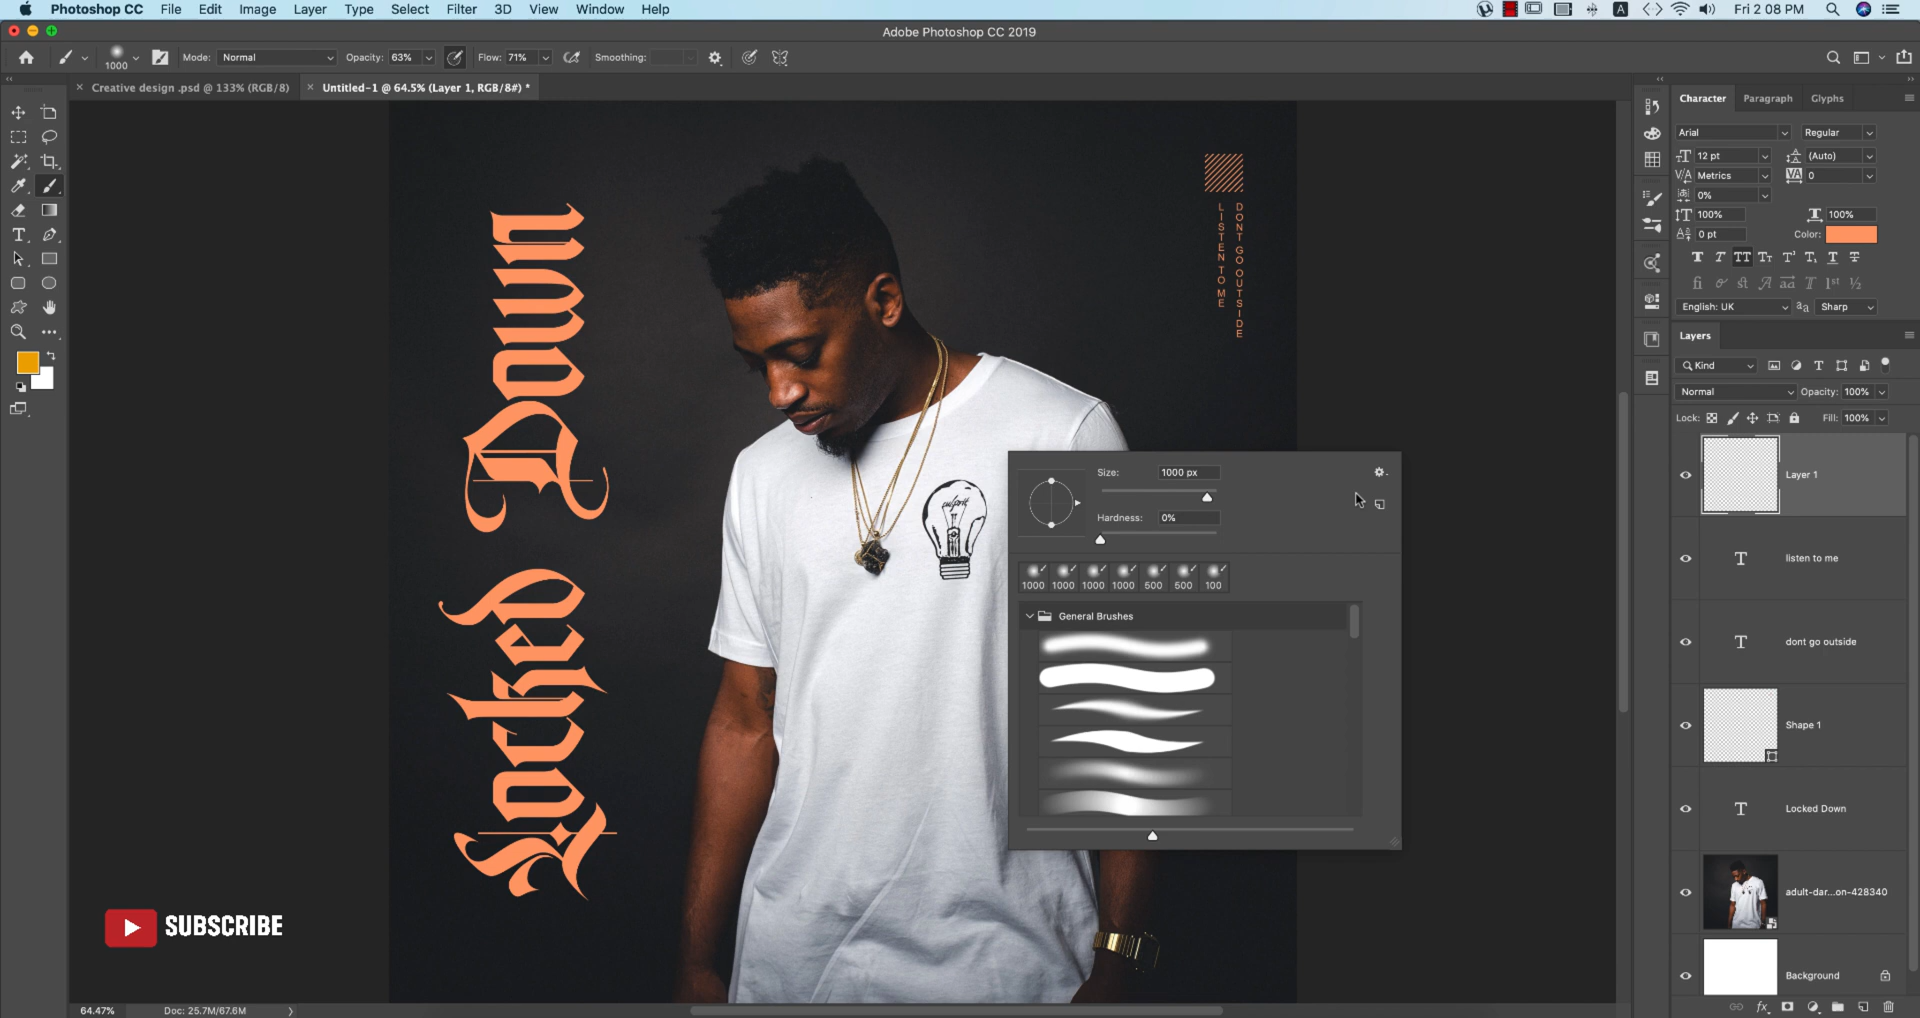 Photoshop CC File Edit Image Layer Type Select Filter 3D View Window Help
A Fri 2 08 PM
Adobe Photoshop CC 2019
1000 Mode: Normal Opacity: 63% Flow: 71% Smoothing:
Creative design .psd @ 133% (RGB/8)
Untitled-1 @ 64.5% (Layer 1, RGB/8#) *
Character Paragraph Glyphs
Arial Regular
12 pt (Auto)
Metrics 0
0%
100% 100%
0 pt Color:
English: UK Sharp
Layers
Kind
Normal Opacity: 100%
Lock: Fill: 100%
Layer 1
listen to me
dont go outside
Shape 1
Locked Down
adult-dar...on-428340
Background
Locked Down
LISTEN TO ME
DONT GO OUTSIDE
Size: 1000 px
Hardness: 0%
1000 1000 1000 1000 500 500 100
General Brushes
SUBSCRIBE
64.47% Doc: 25.7M/67.6M